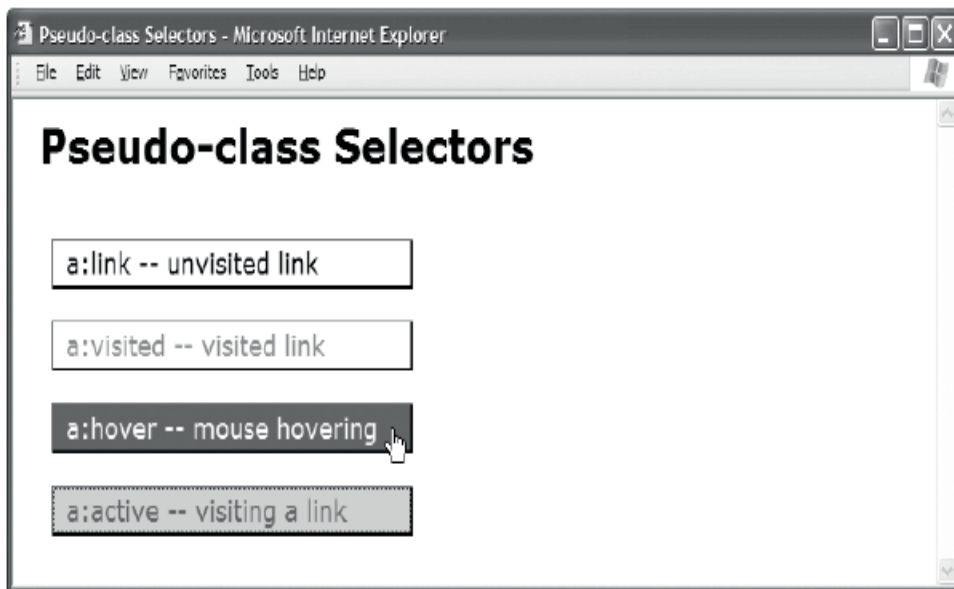 Pseudo-class Selectors - Microsoft Internet Explorer
File Edit View Favorites Tools Help
Pseudo-class Selectors
a:link -- unvisited link
a:visited -- visited link
a:hover -- mouse hovering
a:active -- visiting a link